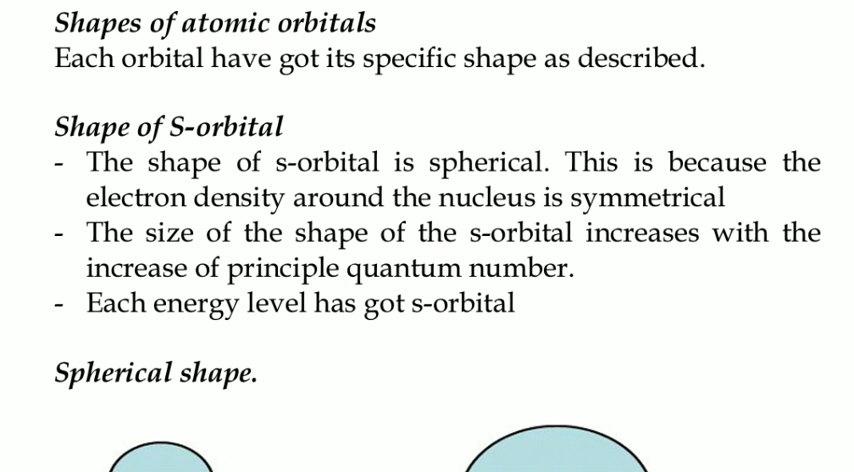 Shapes of atomic orbitals
Each orbital have got its specific shape as described.
Shape of S-orbital
- The shape of s-orbital is spherical. This is because the
electron density around the nucleus is symmetrical
- The size of the shape of the s-orbital increases with the
increase of principle quantum number.
- Each energy level has got s-orbital
Spherical shape.